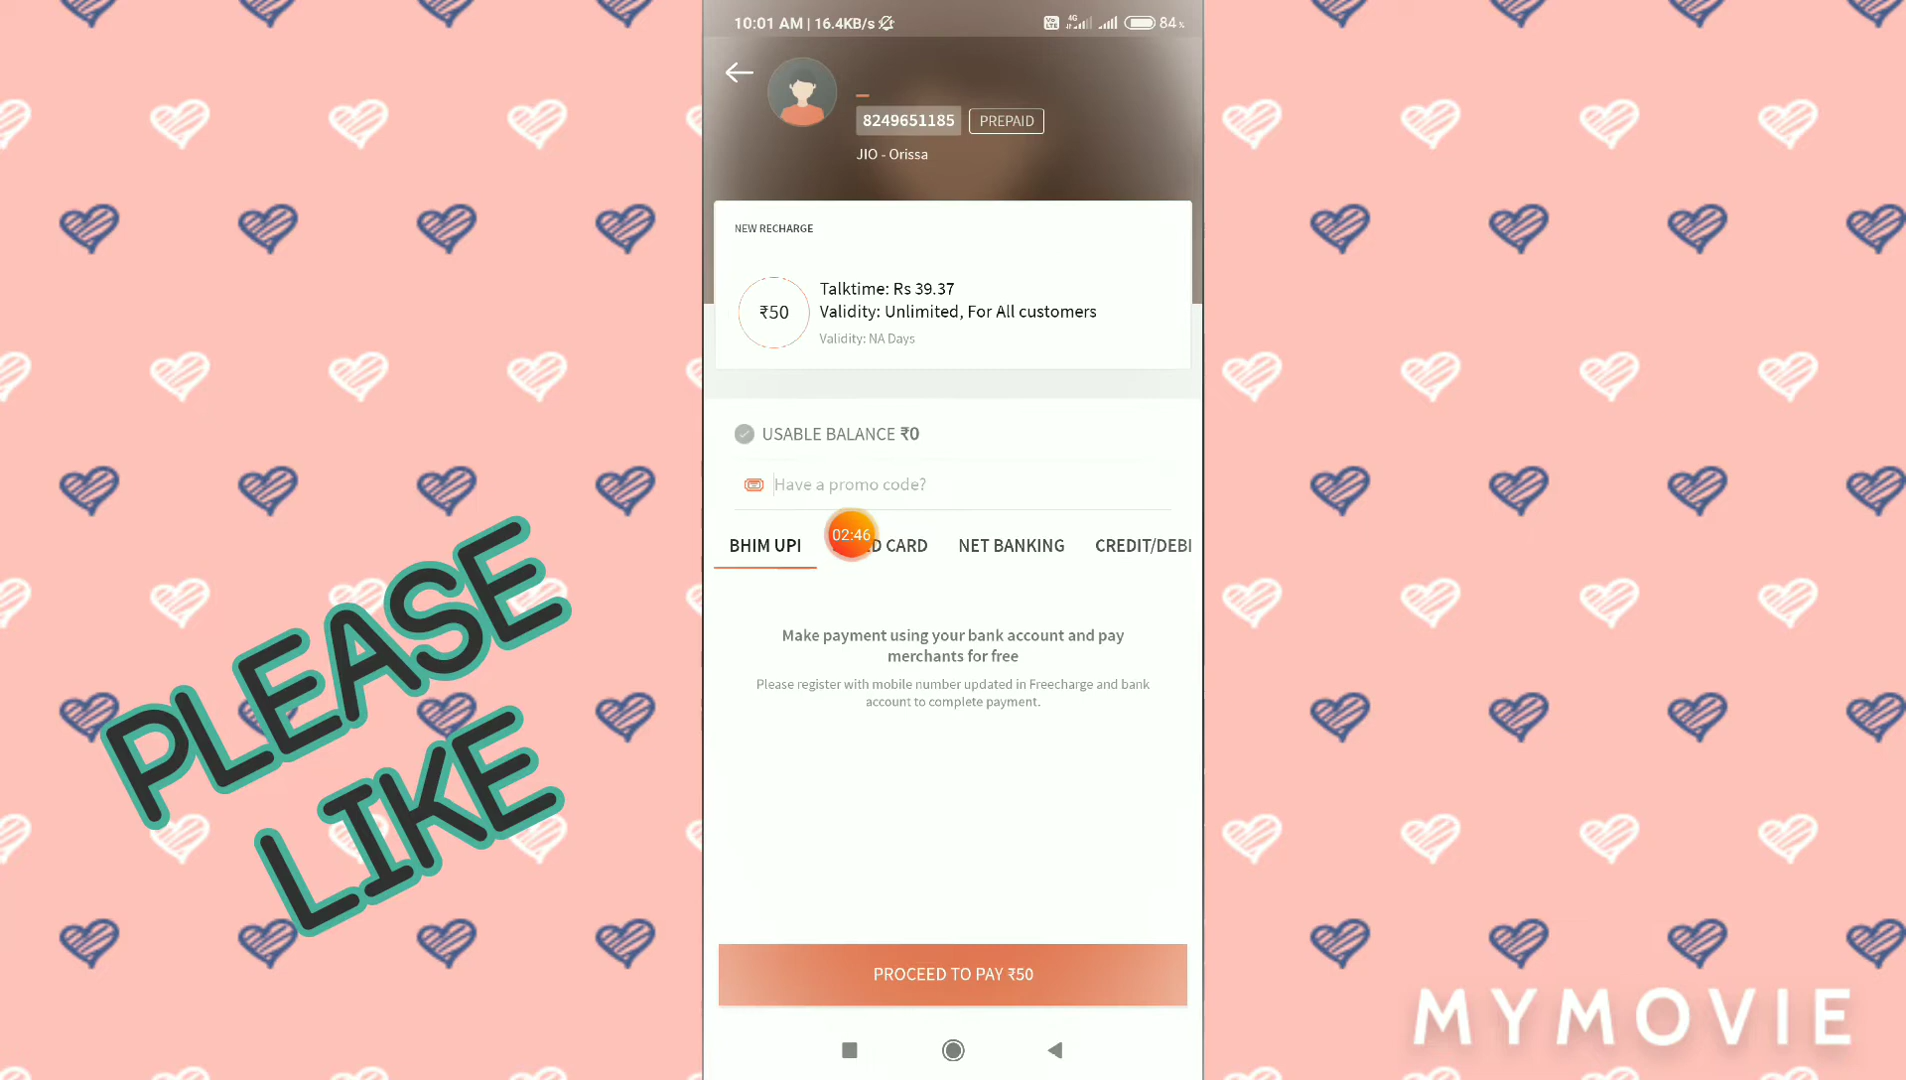 10:01 AM | 16.4KB/s
Vo LTE 4G 84%
8249651185 PREPAID
JIO - Orissa
NEW RECHARGE
₹50
Talktime: Rs 39.37
Validity: Unlimited, For All customers
Validity: NA Days
USABLE BALANCE ₹0
Have a promo code?
BHIM UPI 02:46 D CARD NET BANKING CREDIT/DEBI
Make payment using your bank account and pay
merchants for free
Please register with mobile number updated in Freecharge and bank
account to complete payment.
PROCEED TO PAY ₹50
PLEASE
LIKE
MYMOVIE